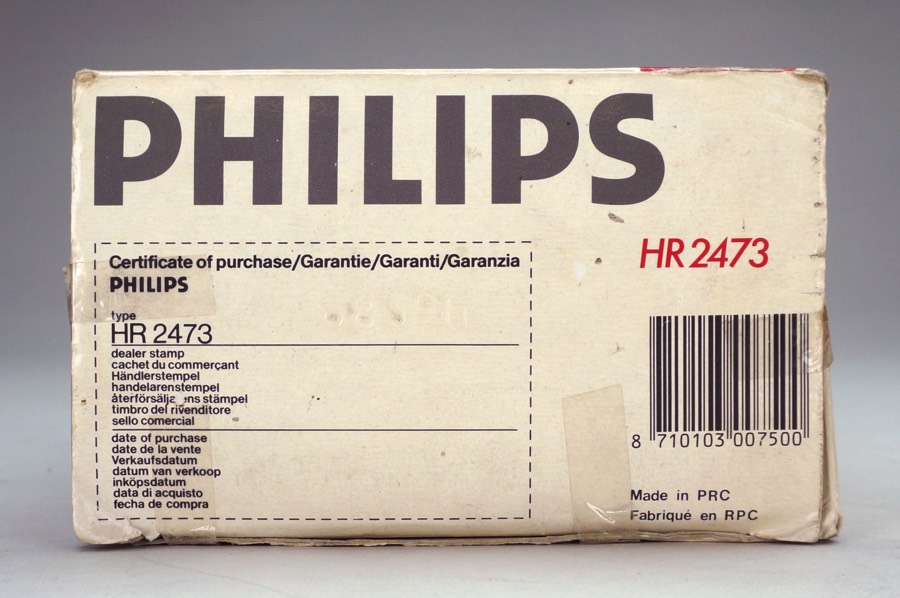 PHILIPS
Certificate of purchase/Garantie/Garanti/Garanzia
PHILIPS
type
HR 2473
dealer stamp
cachet du commerçant
Händlerstempel
handelarenstempel
återförsäljarens stämpel
timbro del rivenditore
sello comercial
date of purchase
date de la vente
Verkaufsdatum
datum van verkoop
inköpsdatum
data di acquisto
fecha de compra
HR 2473
8 710103 007500
Made in PRC
Fabriqué en RPC